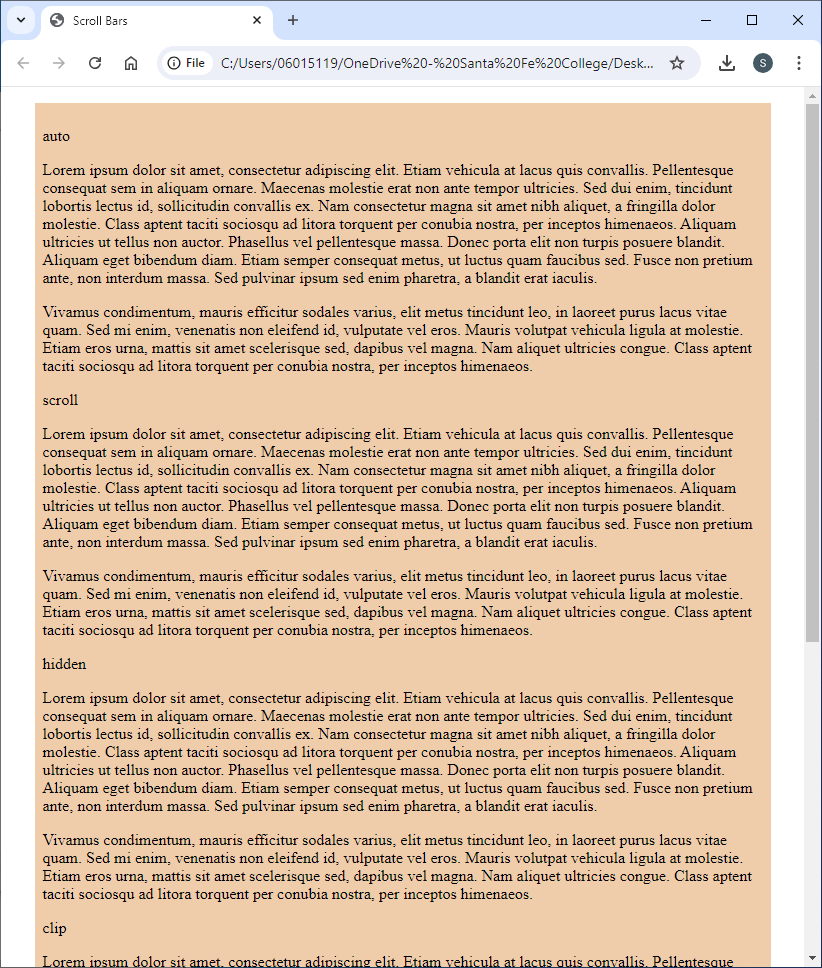 Scroll Bars
File
C:/Users/06015119/OneDrive%20-%20Santa%20Fe%20College/Desk...
S
auto
Lorem ipsum dolor sit amet, consectetur adipiscing elit. Etiam vehicula at lacus quis convallis. Pellentesque
consequat sem in aliquam ornare. Maecenas molestie erat non ante tempor ultricies. Sed dui enim, tincidunt
lobortis lectus id, sollicitudin convallis ex. Nam consectetur magna sit amet nibh aliquet, a fringilla dolor
molestie. Class aptent taciti sociosqu ad litora torquent per conubia nostra, per inceptos himenaeos. Aliquam
ultricies ut tellus non auctor. Phasellus vel pellentesque massa. Donec porta elit non turpis posuere blandit.
Aliquam eget bibendum diam. Etiam semper consequat metus, ut luctus quam faucibus sed. Fusce non pretium
ante, non interdum massa. Sed pulvinar ipsum sed enim pharetra, a blandit erat iaculis.
Vivamus condimentum, mauris efficitur sodales varius, elit metus tincidunt leo, in laoreet purus lacus vitae
quam. Sed mi enim, venenatis non eleifend id, vulputate vel eros. Mauris volutpat vehicula ligula at molestie.
Etiam eros urna, mattis sit amet scelerisque sed, dapibus vel magna. Nam aliquet ultricies congue. Class aptent
taciti sociosqu ad litora torquent per conubia nostra, per inceptos himenaeos.
scroll
Lorem ipsum dolor sit amet, consectetur adipiscing elit. Etiam vehicula at lacus quis convallis. Pellentesque
consequat sem in aliquam ornare. Maecenas molestie erat non ante tempor ultricies. Sed dui enim, tincidunt
lobortis lectus id, sollicitudin convallis ex. Nam consectetur magna sit amet nibh aliquet, a fringilla dolor
molestie. Class aptent taciti sociosqu ad litora torquent per conubia nostra, per inceptos himenaeos. Aliquam
ultricies ut tellus non auctor. Phasellus vel pellentesque massa. Donec porta elit non turpis posuere blandit.
Aliquam eget bibendum diam. Etiam semper consequat metus, ut luctus quam faucibus sed. Fusce non pretium
ante, non interdum massa. Sed pulvinar ipsum sed enim pharetra, a blandit erat iaculis.
Vivamus condimentum, mauris efficitur sodales varius, elit metus tincidunt leo, in laoreet purus lacus vitae
quam. Sed mi enim, venenatis non eleifend id, vulputate vel eros. Mauris volutpat vehicula ligula at molestie.
Etiam eros urna, mattis sit amet scelerisque sed, dapibus vel magna. Nam aliquet ultricies congue. Class aptent
taciti sociosqu ad litora torquent per conubia nostra, per inceptos himenaeos.
hidden
Lorem ipsum dolor sit amet, consectetur adipiscing elit. Etiam vehicula at lacus quis convallis. Pellentesque
consequat sem in aliquam ornare. Maecenas molestie erat non ante tempor ultricies. Sed dui enim, tincidunt
lobortis lectus id, sollicitudin convallis ex. Nam consectetur magna sit amet nibh aliquet, a fringilla dolor
molestie. Class aptent taciti sociosqu ad litora torquent per conubia nostra, per inceptos himenaeos. Aliquam
ultricies ut tellus non auctor. Phasellus vel pellentesque massa. Donec porta elit non turpis posuere blandit.
Aliquam eget bibendum diam. Etiam semper consequat metus, ut luctus quam faucibus sed. Fusce non pretium
ante, non interdum massa. Sed pulvinar ipsum sed enim pharetra, a blandit erat iaculis.
Vivamus condimentum, mauris efficitur sodales varius, elit metus tincidunt leo, in laoreet purus lacus vitae
quam. Sed mi enim, venenatis non eleifend id, vulputate vel eros. Mauris volutpat vehicula ligula at molestie.
Etiam eros urna, mattis sit amet scelerisque sed, dapibus vel magna. Nam aliquet ultricies congue. Class aptent
taciti sociosqu ad litora torquent per conubia nostra, per inceptos himenaeos.
clip
Lorem ipsum dolor sit amet, consectetur adipiscing elit. Etiam vehicula at lacus quis convallis. Pellentesque